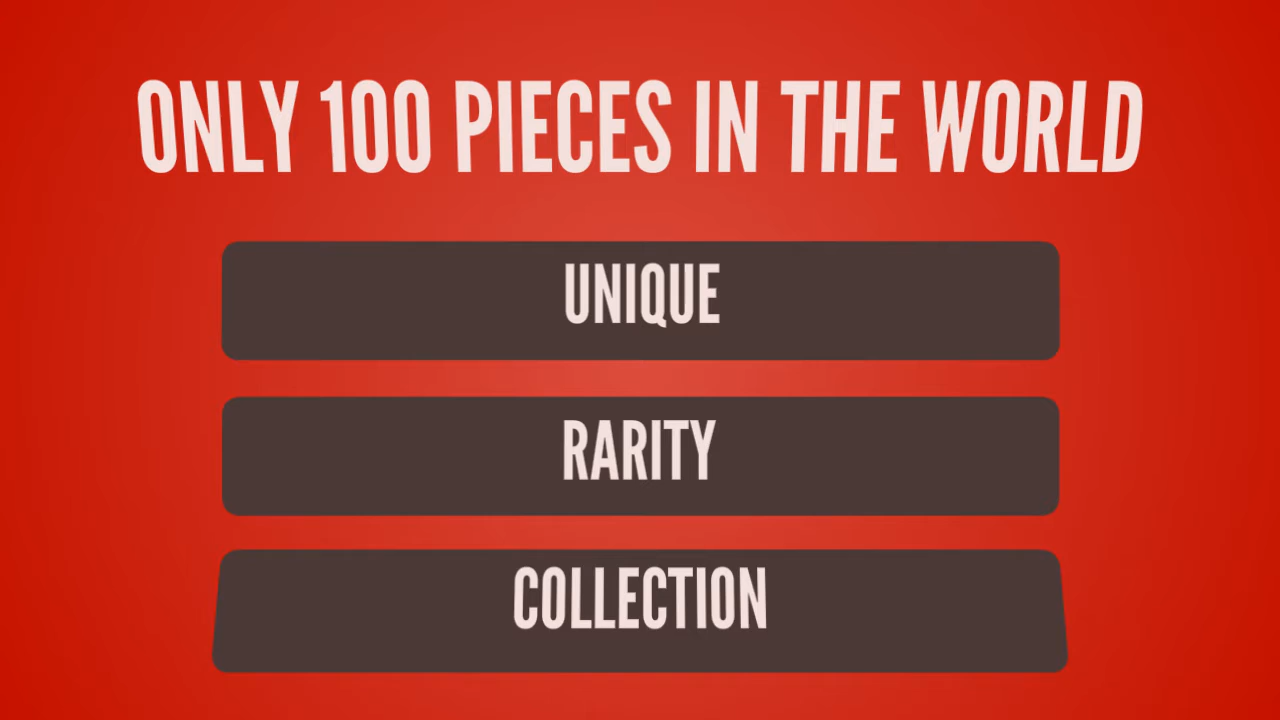 ONLY 100 PIECES IN THE WORLD
UNIQUE
RARITY
COLLECTION